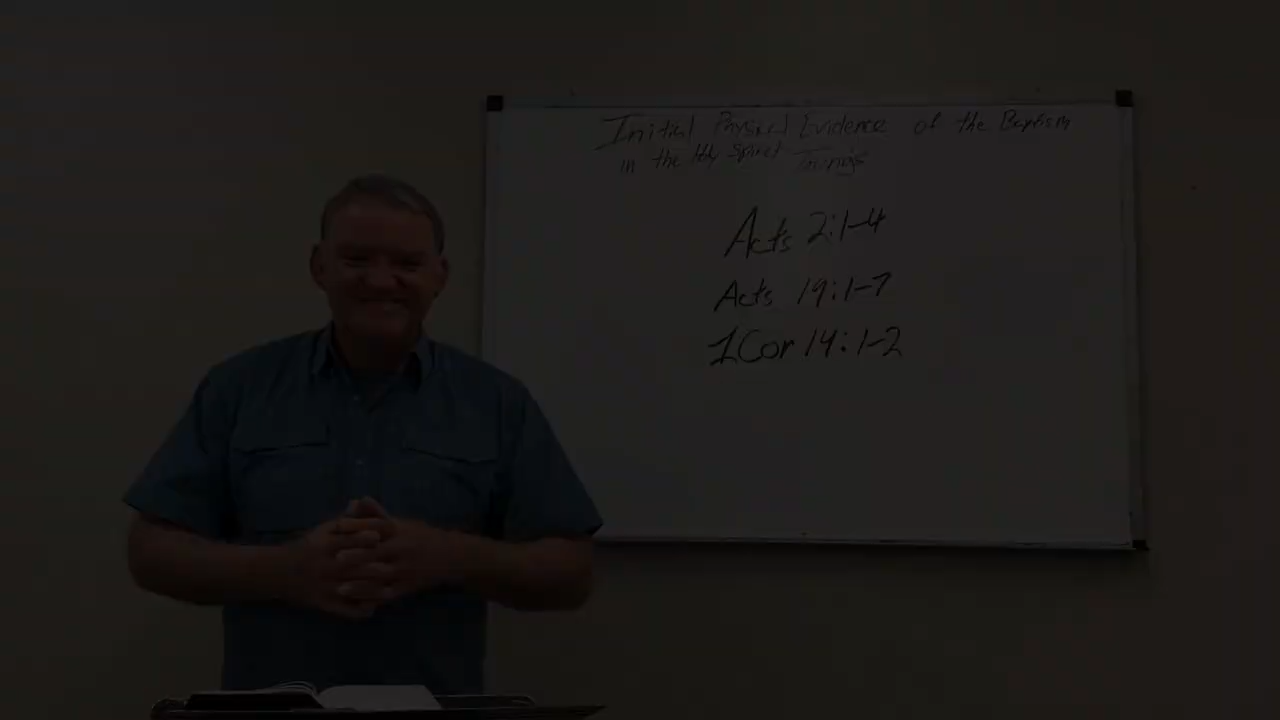 Initial Physical Evidence of the Baptism
in the Holy Spirit Tounges
Acts 2:1-4
Acts 19:1-7
1Cor 14:1-2